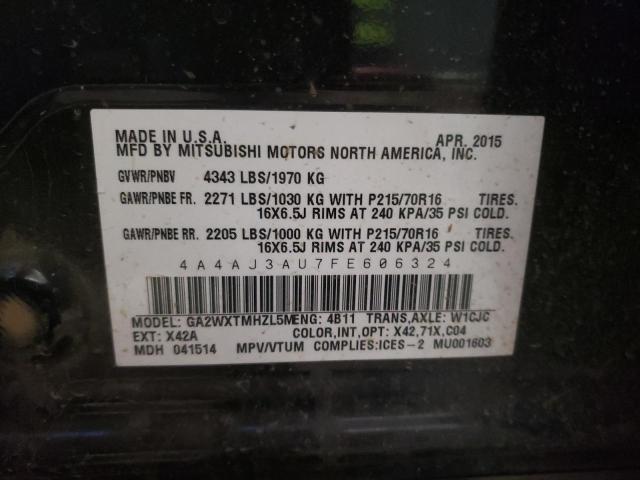 MADE IN U.S.A. APR. 2015
MFD BY MITSUBISHI MOTORS NORTH AMERICA, INC.
GVWR/PNBV 4343 LBS/1970 KG
GAWR/PNBE FR. 2271 LBS/1030 KG WITH P215/70R16 TIRES.
16X6.5J RIMS AT 240 KPA/35 PSI COLD.
GAWR/PNBE RR. 2205 LBS/1000 KG WITH P215/70R16 TIRES.
16X6.5J RIMS AT 240 KPA/35 PSI COLD.
4A4AJ3AU7FE606324
MODEL: GA2WXTMHZL5MENG: 4B11 TRANS,AXLE: W1CJC
EXT: X42A COLOR,INT,OPT: X42,71X,C04
MDH 041514 MPV/VTUM COMPLIES:ICES-2 MU001603